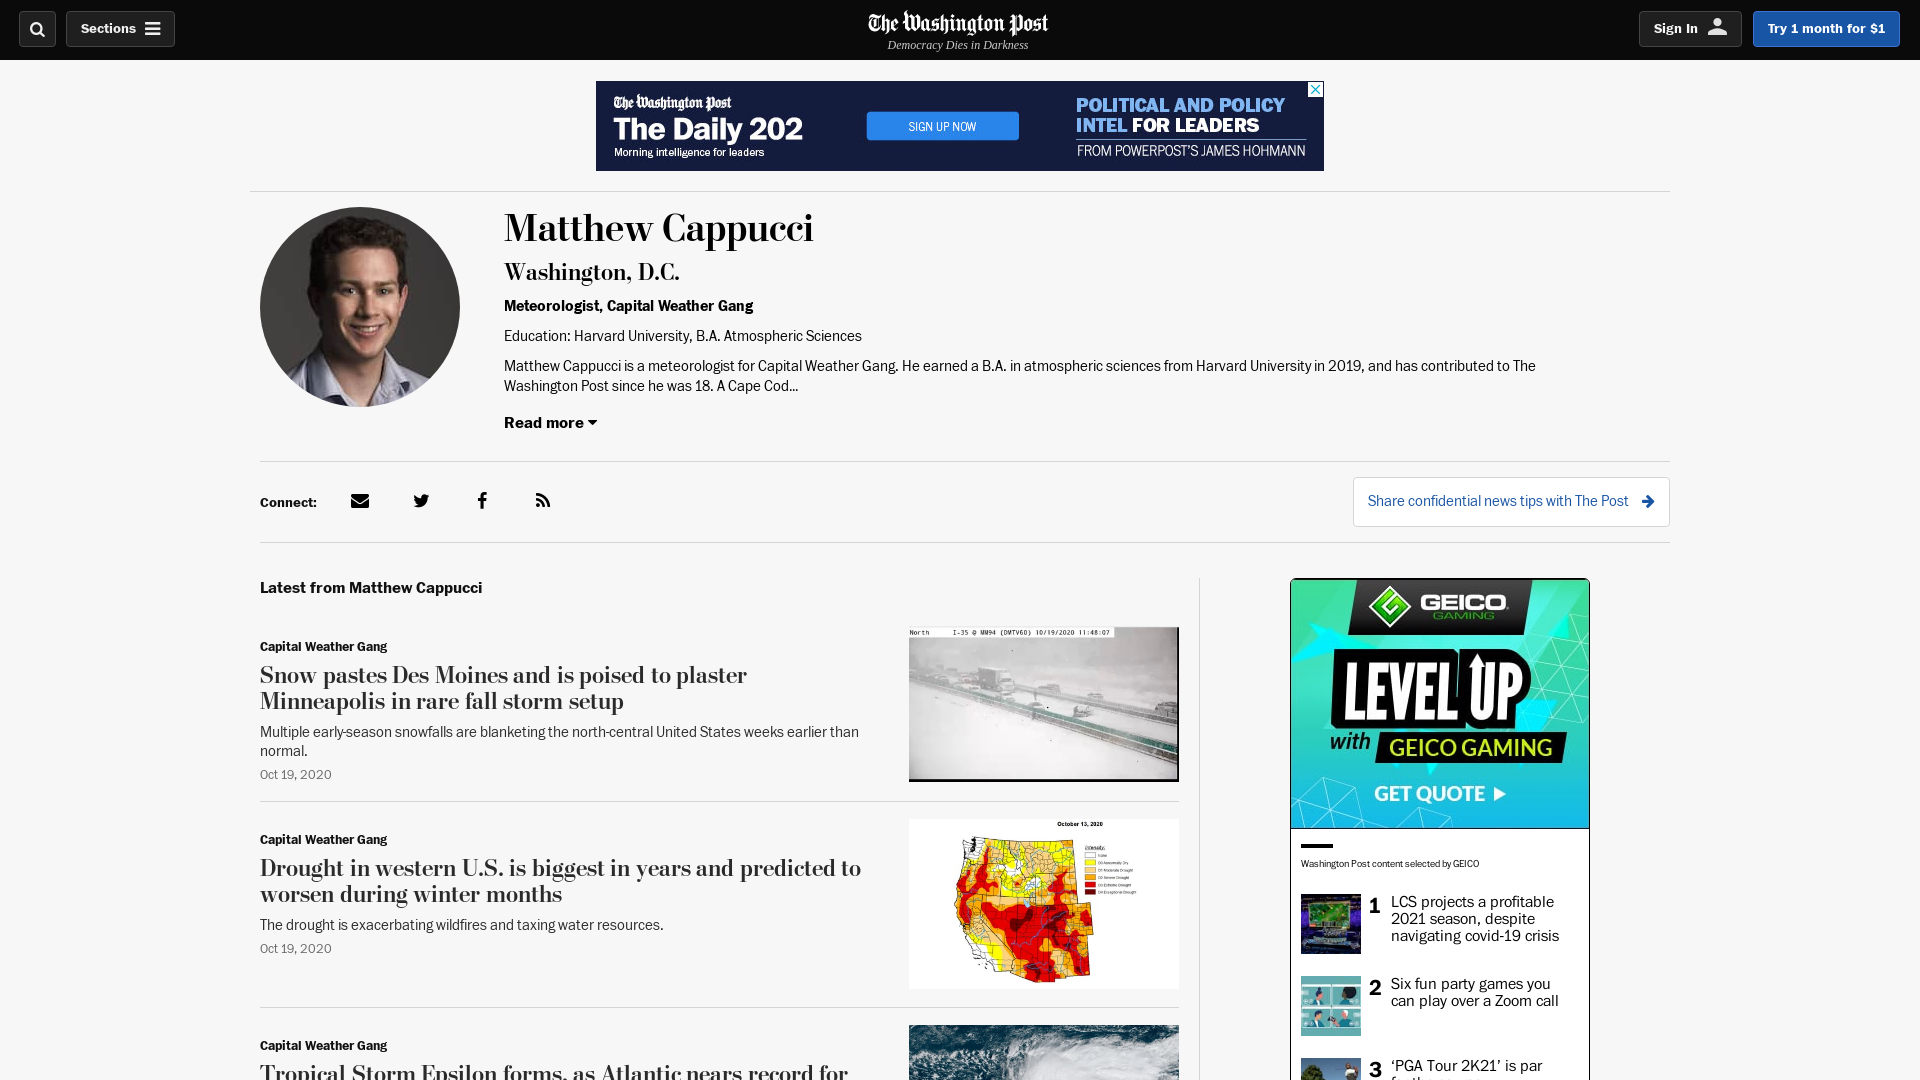 Sections
The Washington Post
Democracy Dies in Darkness
Sign In
Try 1 month for $1
The Washington Post
The Daily 202
Morning intelligence for leaders
SIGN UP NOW
POLITICAL AND POLICY
INTEL FOR LEADERS
FROM POWERPOST'S JAMES HOHMANN
Matthew Cappucci
Washington, D.C.
Meteorologist, Capital Weather Gang
Education: Harvard University, B.A. Atmospheric Sciences
Matthew Cappucci is a meteorologist for Capital Weather Gang. He earned a B.A. in atmospheric sciences from Harvard University in 2019, and has contributed to The
Washington Post since he was 18. A Cape Cod...
Read more
Connect:
Share confidential news tips with The Post
Latest from Matthew Cappucci
Capital Weather Gang
Snow pastes Des Moines and is poised to plaster
Minneapolis in rare fall storm setup
Multiple early-season snowfalls are blanketing the north-central United States weeks earlier than
normal.
Oct 19, 2020
North I-35 @ MM94 (DMTV60) 10/19/2020 11:48:07
Capital Weather Gang
Drought in western U.S. is biggest in years and predicted to
worsen during winter months
The drought is exacerbating wildfires and taxing water resources.
Oct 19, 2020
October 13, 2020
Capital Weather Gang
Tropical Storm Epsilon forms, as Atlantic nears record for
GEICO
GAMING
LEVEL UP
with GEICO GAMING
GET QUOTE
Washington Post content selected by GEICO
1 LCS projects a profitable
2021 season, despite
navigating covid-19 crisis
2 Six fun party games you
can play over a Zoom call
3 ‘PGA Tour 2K21’ is par